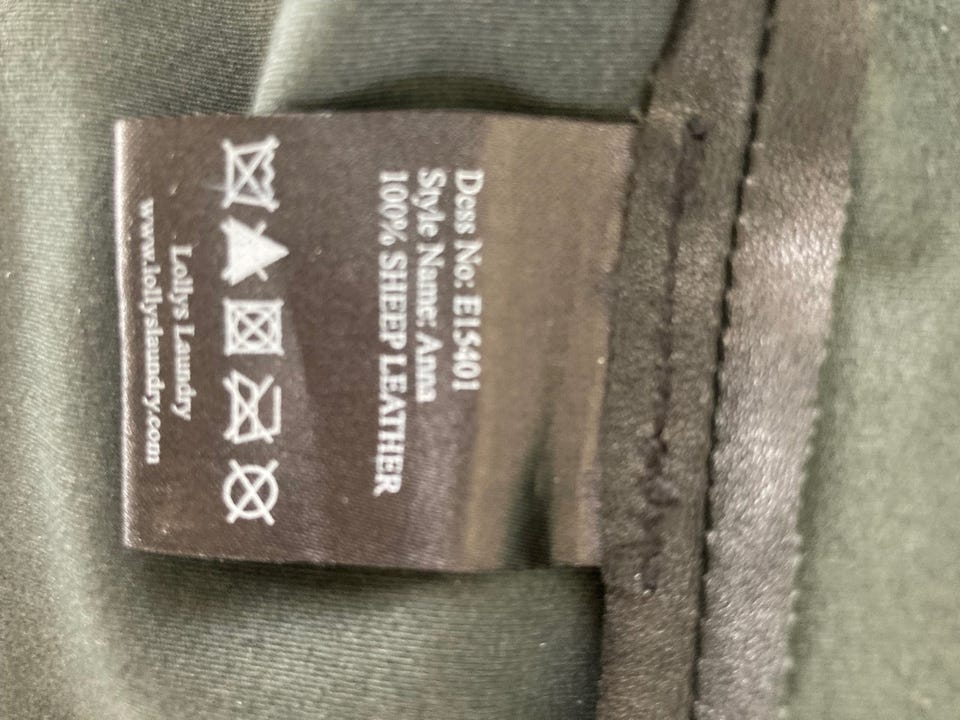 Dess No: E15401
Style Name: Anna
100% SHEEP LEATHER
Lollys Laundry
www.lollyslaundry.com